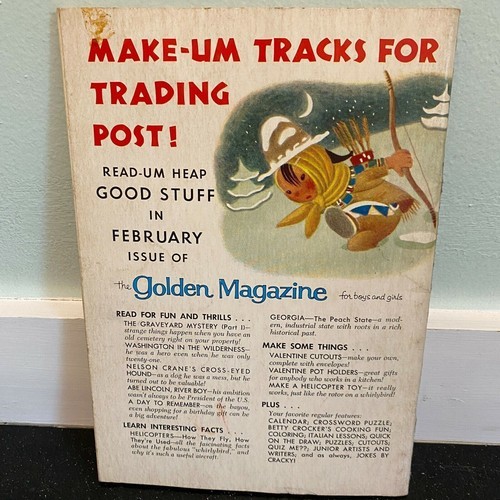 MAKE-UM TRACKS FOR
TRADING
POST!
READ-UM HEAP
GOOD STUFF
IN
FEBRUARY
ISSUE OF
the Golden Magazine for boys and girls
READ FOR FUN AND THRILLS . . .
THE GRAVEYARD MYSTERY (Part I)—
strange things happen when you have an
old cemetery right on your property!
WASHINGTON IN THE WILDERNESS—
he was a hero even when he was only
twenty-one.
NELSON CRANE'S CROSS-EYED
HOUND—as a dog he was a mess, but he
turned out to be valuable!
ABE LINCOLN, RIVER BOY—his ambition
wasn't always to be President of the U.S.
A DAY TO REMEMBER—on the bayou,
even shopping for a birthday gift can be
a big adventure!
LEARN INTERESTING FACTS . . .
HELICOPTERS—How They Fly, How
They're Used—all the fascinating facts
about the fabulous "whirlybird," and
why it's such a useful aircraft.
GEORGIA—The Peach State—a mod-
ern, industrial state with roots in a rich
historical past.
MAKE SOME THINGS . . .
VALENTINE CUTOUTS—make your own,
complete with envelopes!
VALENTINE POT HOLDERS—great gifts
for anybody who works in a kitchen!
MAKE A HELICOPTER TOY—it really
works, just like the rotor on a whirlybird!
PLUS . . .
Your favorite regular features:
CALENDAR; CROSSWORD PUZZLE;
BETTY CROCKER'S COOKING FUN;
COLORING; ITALIAN LESSONS; QUICK
ON THE DRAW; PUZZLES; CUTOUTS;
QUIZ ME??; JUNIOR ARTISTS AND
WRITERS; and as always, JOKES BY
CRACKY!